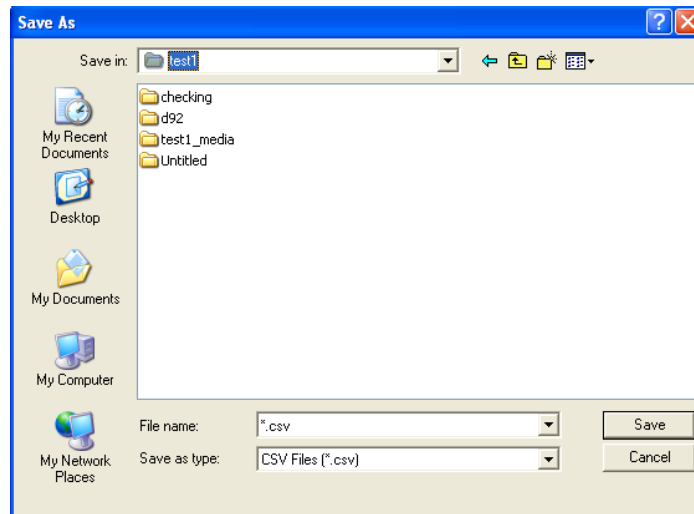 Save As
Save in: test1
checking
d92
test1_media
Untitled
My Recent
Documents
Desktop
My Documents
My Computer
My Network
Places
File name: *.csv
Save as type: CSV Files (*.csv)
Save
Cancel